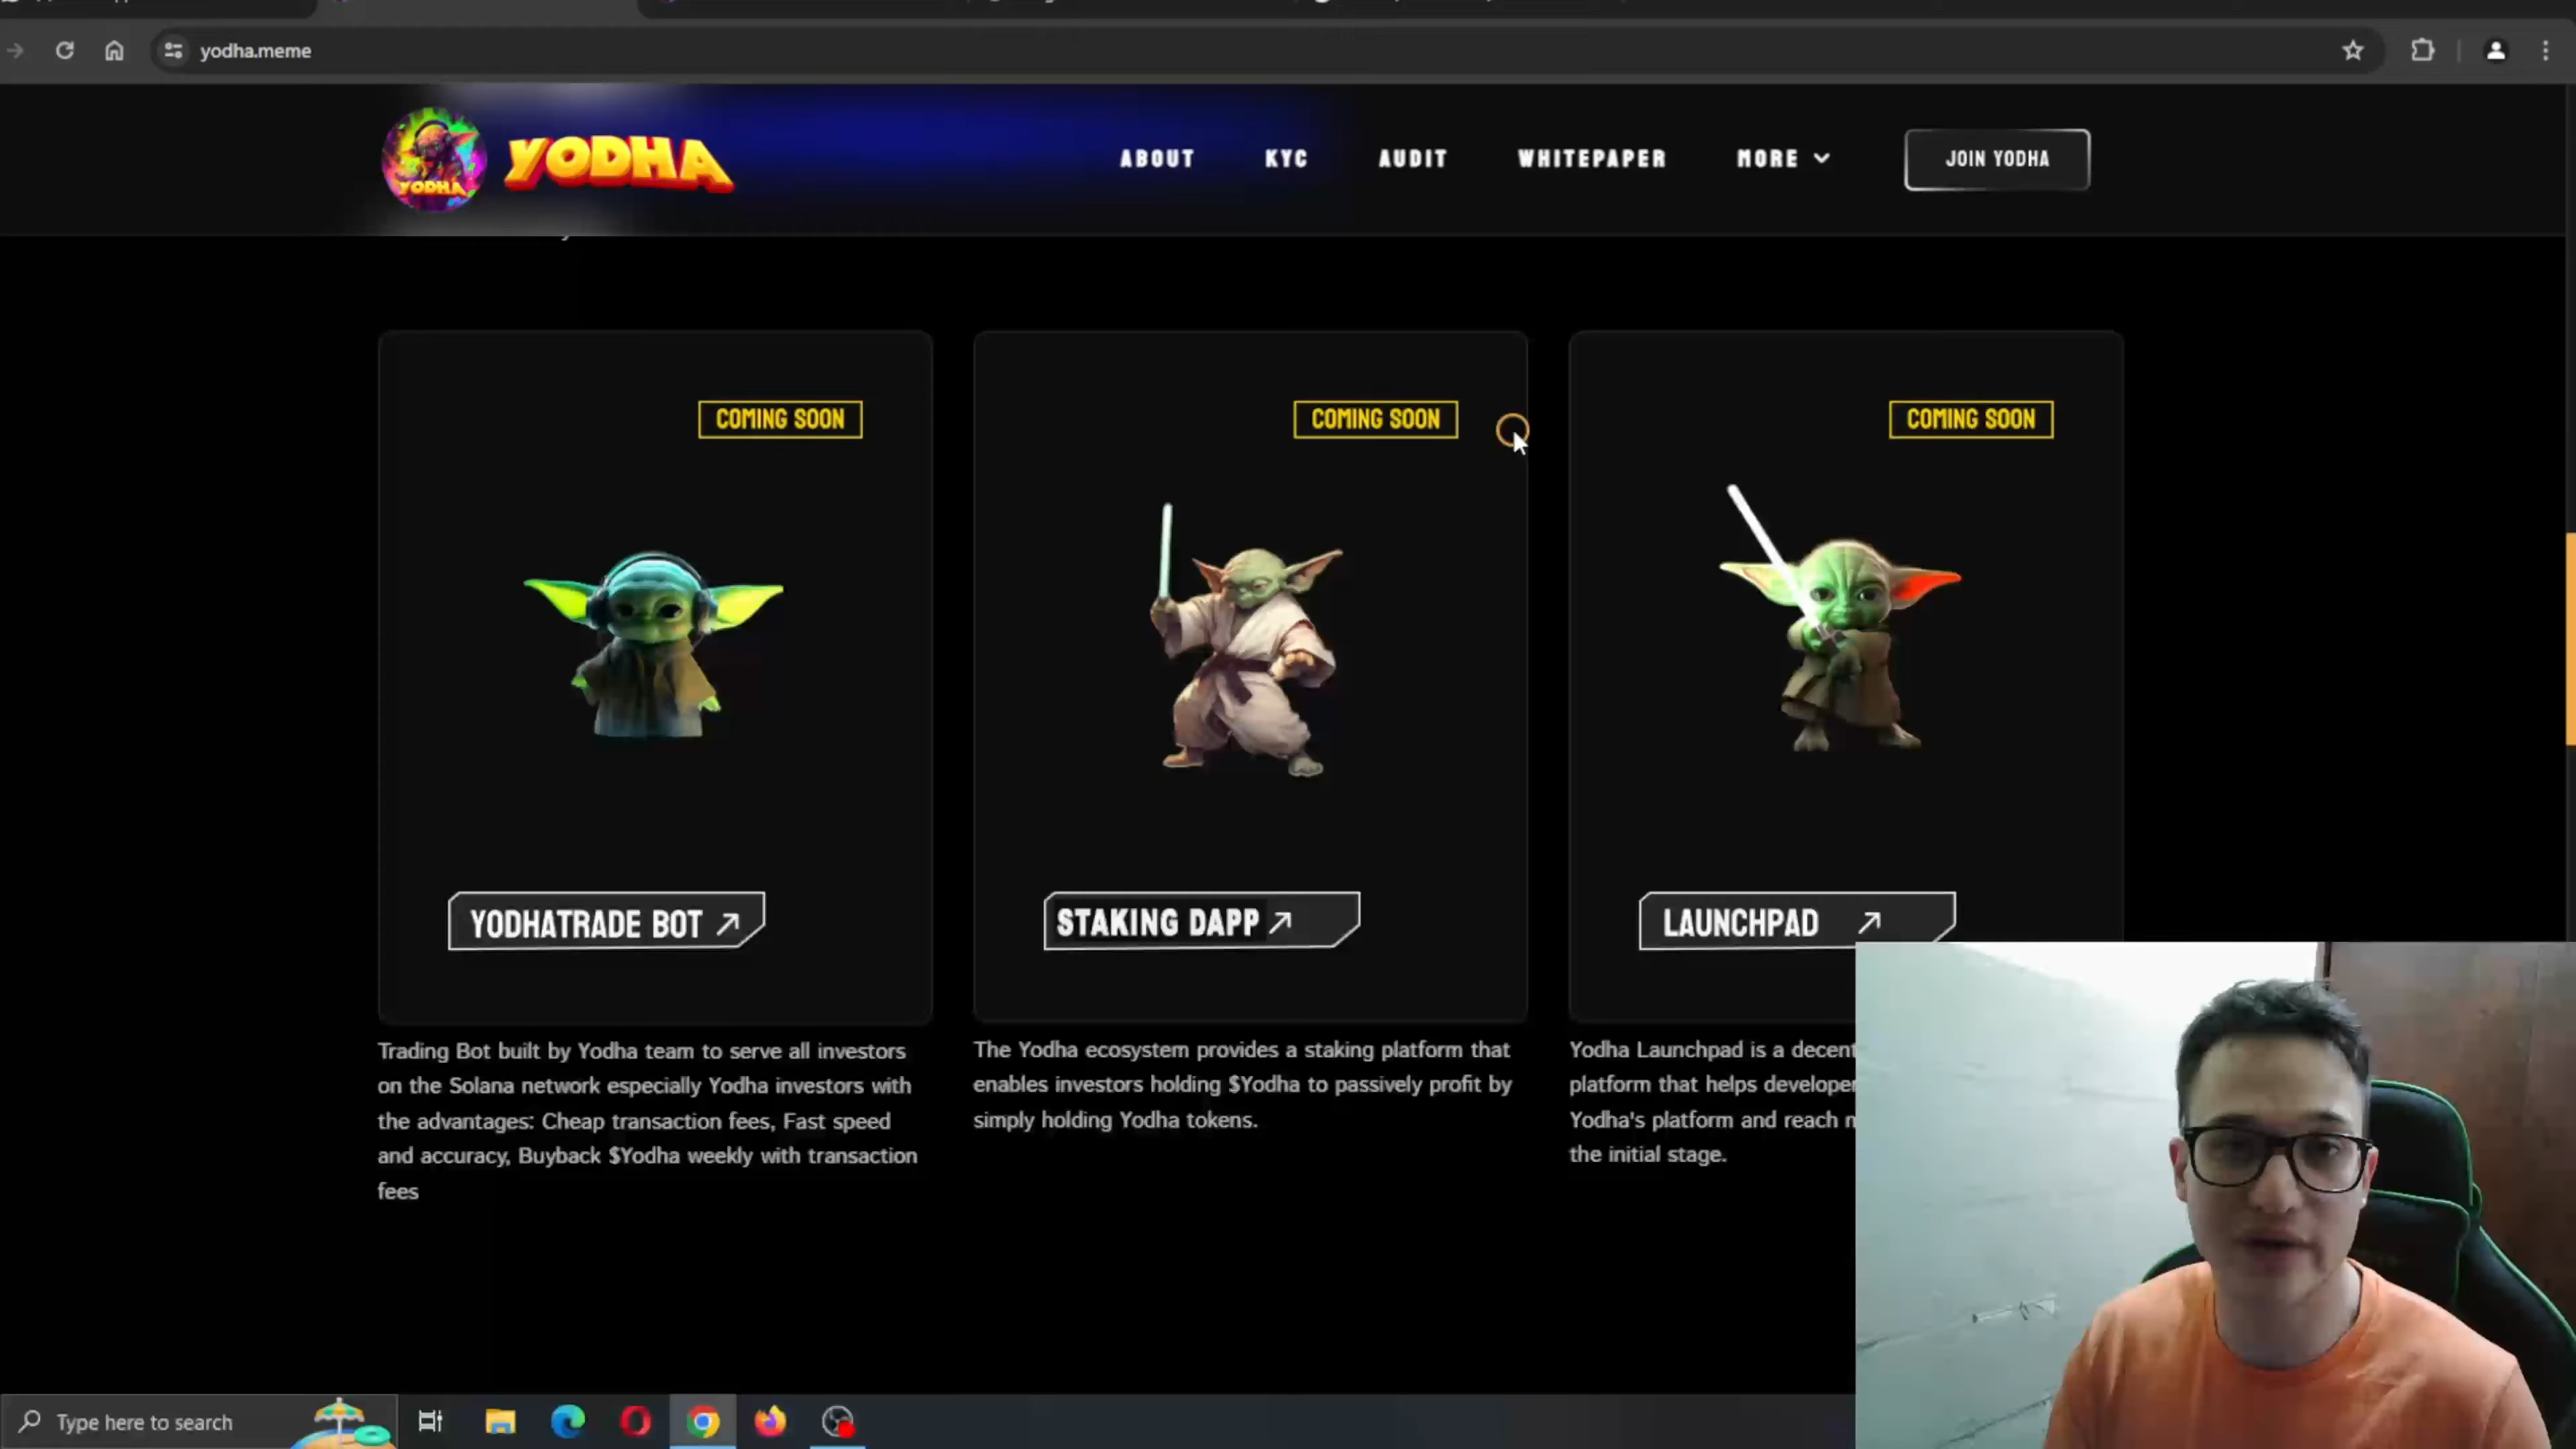 yodha.meme
YODHA
YODHA
ABOUT
KYC
AUDIT
WHITEPAPER
MORE
JOIN YODHA
COMING SOON
COMING SOON
COMING SOON
YODHATRADE BOT
STAKING DAPP
LAUNCHPAD
Trading Bot built by Yodha team to serve all investors
on the Solana network especially Yodha investors with
the advantages: Cheap transaction fees, Fast speed
and accuracy, Buyback $Yodha weekly with transaction
fees
The Yodha ecosystem provides a staking platform that
enables investors holding $Yodha to passively profit by
simply holding Yodha tokens.
Yodha Launchpad is a decent
platform that helps develope
Yodha's platform and reach
the initial stage.
Type here to search